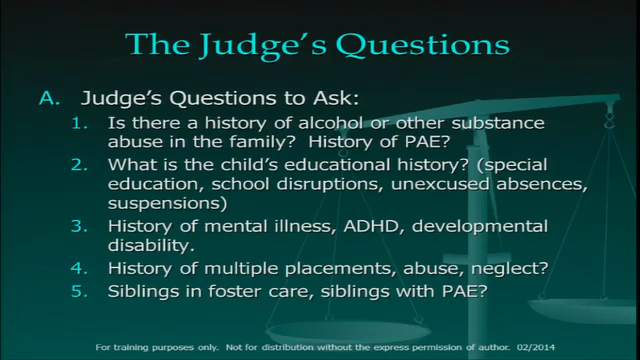 The Judge's Questions
A. Judge's Questions to Ask:
1. Is there a history of alcohol or other substance
abuse in the family? History of PAE?
2. What is the child's educational history? (special
education, school disruptions, unexcused absences,
suspensions)
3. History of mental illness, ADHD, developmental
disability.
4. History of multiple placements, abuse, neglect?
5. Siblings in foster care, siblings with PAE?
For training purposes only. Not for distribution without the express permission of author. 02/2014